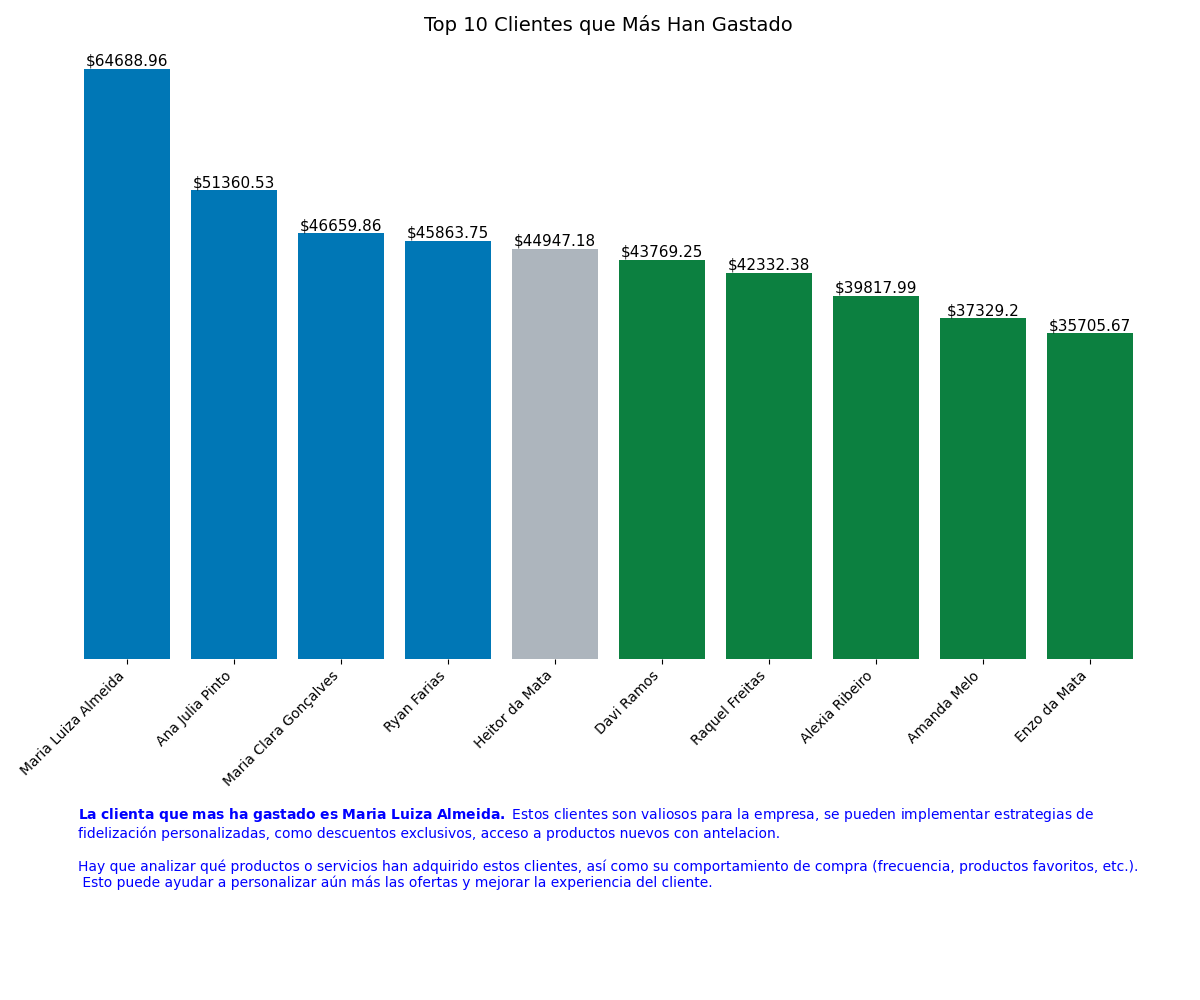 Top 10 Clientes que Más Han Gastado
$64688.96
$51360.53
$46659.86
$45863.75
$44947.18
$43769.25
$42332.38
$39817.99
$37329.2
$35705.67
Maria Luiza Almeida
Ana Julia Pinto
Maria Clara Gonçalves
Ryan Farias
Heitor da Mata
Davi Ramos
Raquel Freitas
Alexia Ribeiro
Amanda Melo
Enzo da Mata
La clienta que mas ha gastado es Maria Luiza Almeida. Estos clientes son valiosos para la empresa, se pueden implementar estrategias de
fidelización personalizadas, como descuentos exclusivos, acceso a productos nuevos con antelacion.
Hay que analizar qué productos o servicios han adquirido estos clientes, así como su comportamiento de compra (frecuencia, productos favoritos, etc.).
Esto puede ayudar a personalizar aún más las ofertas y mejorar la experiencia del cliente.